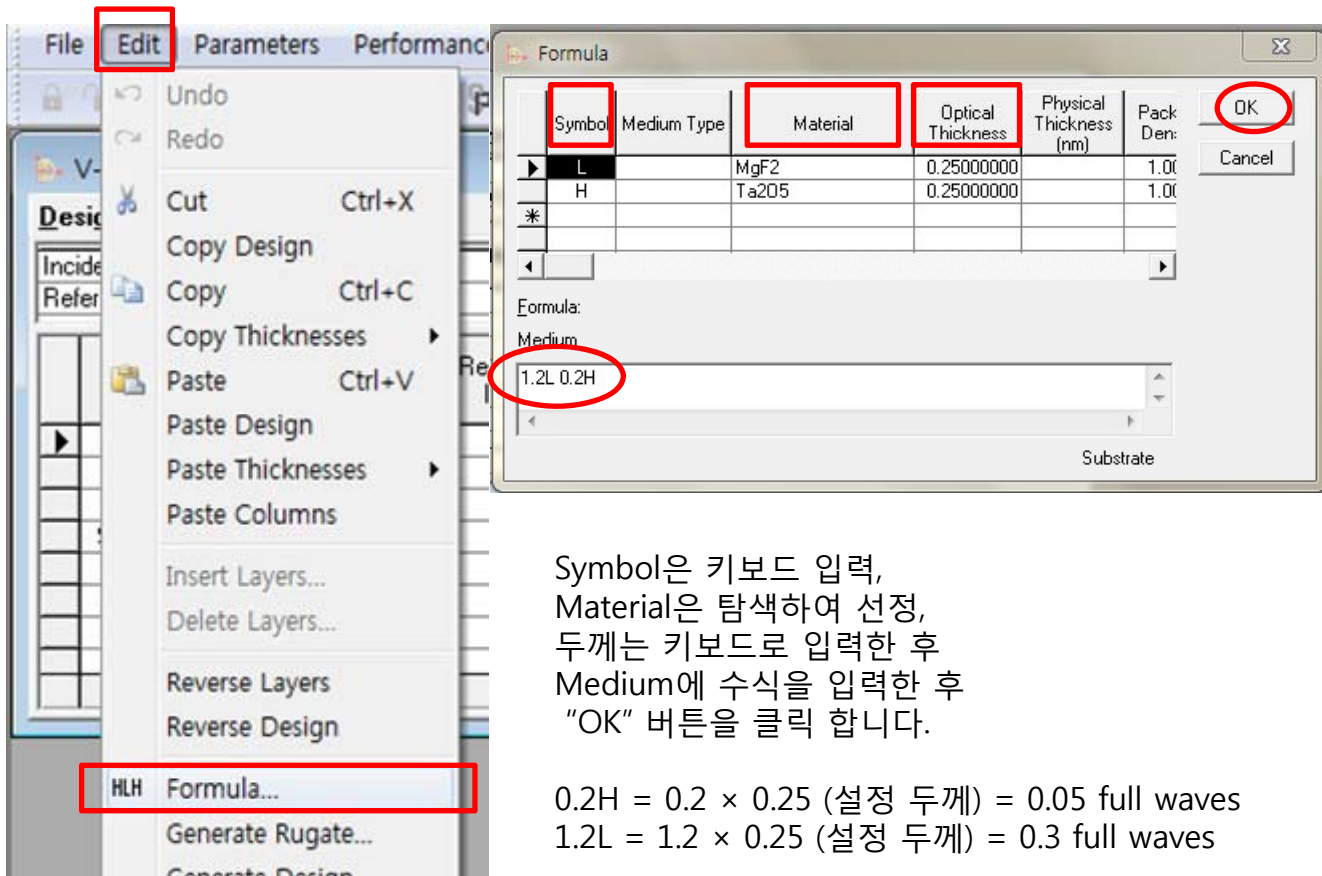 File Edit Parameters Performanc
Undo
Redo
V-
Desig
Cut Ctrl+X
Copy Design
Incide
Refer
Copy Ctrl+C
Copy Thicknesses
Re
Paste Ctrl+V
Paste Design
Paste Thicknesses
Paste Columns
Insert Layers...
Delete Layers...
Reverse Layers
Reverse Design
HLH Formula...
Generate Rugate...
Generate Design
Formula
Symbol Medium Type Material Optical Thickness Physical Thickness (nm) Pack Den:
L MgF2 0.25000000 1.00
H Ta2O5 0.25000000 1.00
OK
Cancel
Formula:
Medium
1.2L 0.2H
Substrate
Symbol은 키보드 입력,
Material은 탐색하여 선정,
두께는 키보드로 입력한 후
Medium에 수식을 입력한 후
"OK" 버튼을 클릭 합니다.
0.2H = 0.2 × 0.25 (설정 두께) = 0.05 full waves
1.2L = 1.2 × 0.25 (설정 두께) = 0.3 full waves